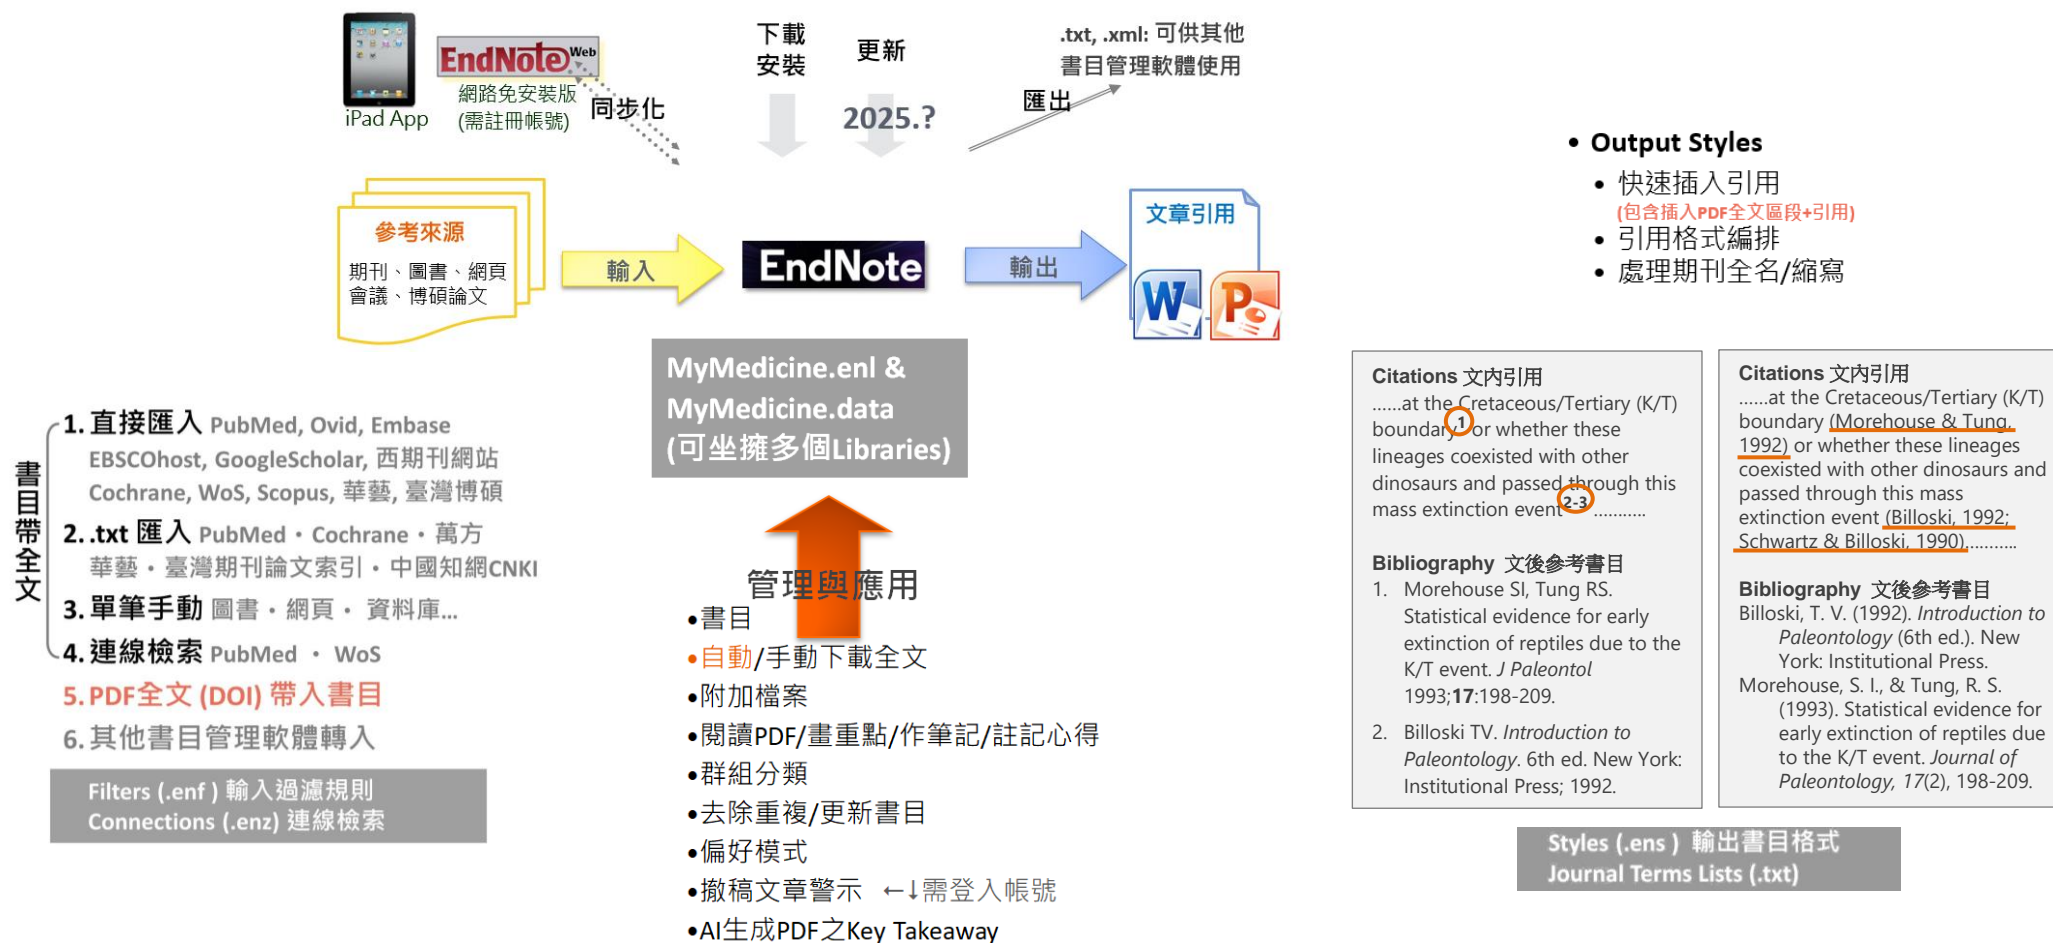 iPad App
EndNote Web
網路免安裝版
(需註冊帳號)
同步化
下載
安裝
更新
2025.?
匯出
.txt, .xml: 可供其他
書目管理軟體使用
參考來源
期刊、圖書、網頁
會議、博碩論文
輸入
EndNote
輸出
文章引用
MyMedicine.enl &
MyMedicine.data
(可坐擁多個Libraries)
書目帶全文
1. 直接匯入 PubMed, Ovid, Embase
EBSCOhost, GoogleScholar, 西期刊網站
Cochrane, WoS, Scopus, 華藝, 臺灣博碩
2. .txt 匯入 PubMed・Cochrane・萬方
華藝・臺灣期刊論文索引・中國知網CNKI
3. 單筆手動 圖書・網頁・ 資料庫...
4. 連線檢索 PubMed ・ WoS
5. PDF全文 (DOI) 帶入書目
6. 其他書目管理軟體轉入
Filters (.enf ) 輸入過濾規則
Connections (.enz) 連線檢索
管理與應用
•書目
•自動/手動下載全文
•附加檔案
•閱讀PDF/畫重點/作筆記/註記心得
•群組分類
•去除重複/更新書目
•偏好模式
•撤稿文章警示 ←↓需登入帳號
•AI生成PDF之Key Takeaway
• Output Styles
• 快速插入引用
(包含插入PDF全文區段+引用)
• 引用格式編排
• 處理期刊全名/縮寫
Citations 文內引用
......at the Cretaceous/Tertiary (K/T)
boundary1 or whether these
lineages coexisted with other
dinosaurs and passed through this
mass extinction event2-3...........
Bibliography 文後參考書目
1. Morehouse SI, Tung RS.
Statistical evidence for early
extinction of reptiles due to the
K/T event. J Paleontol
1993;17:198-209.
2. Billoski TV. Introduction to
Paleontology. 6th ed. New York:
Institutional Press; 1992.
Citations 文內引用
......at the Cretaceous/Tertiary (K/T)
boundary (Morehouse & Tung,
1992) or whether these lineages
coexisted with other dinosaurs and
passed through this mass
extinction event (Billoski, 1992;
Schwartz & Billoski, 1990)...........
Bibliography 文後參考書目
Billoski, T. V. (1992). Introduction to
Paleontology (6th ed.). New
York: Institutional Press.
Morehouse, S. I., & Tung, R. S.
(1993). Statistical evidence for
early extinction of reptiles due
to the K/T event. Journal of
Paleontology, 17(2), 198-209.
Styles (.ens ) 輸出書目格式
Journal Terms Lists (.txt)